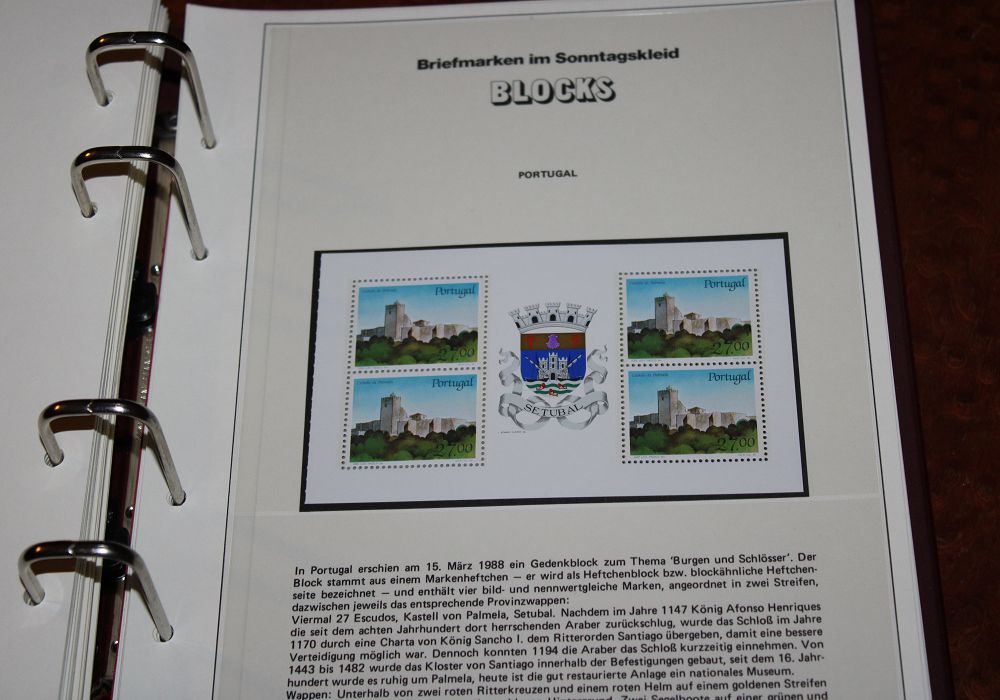 Briefmarken im Sonntagskleid
BLOCKS
PORTUGAL
Portugal
27.00
Portugal
27.00
SETUBAL
Portugal
27.00
Portugal
27.00
In Portugal erschien am 15. März 1988 ein Gedenkblock zum Thema 'Burgen und Schlösser'. Der
Block stammt aus einem Markenheftchen – er wird als Heftchenblock bzw. blockähnliche Heftchen-
seite bezeichnet – und enthält vier bild- und nennwertgleiche Marken, angeordnet in zwei Streifen,
dazwischen jeweils das entsprechende Provinzwappen:
Viermal 27 Escudos, Kastell von Palmela, Setubal. Nachdem im Jahre 1147 König Afonso Henriques
die seit dem achten Jahrhundert dort herrschenden Araber zurückschlug, wurde das Schloß im Jahre
1170 durch eine Charta von König Sancho I. dem Ritterorden Santiago übergeben, damit eine bessere
Verteidigung möglich war. Dennoch konnten 1194 die Araber das Schloß kurzzeitig einnehmen. Von
1443 bis 1482 wurde das Kloster von Santiago innerhalb der Befestigungen gebaut, seit dem 16. Jahr-
hundert wurde es ruhig um Palmela, heute ist die gut restaurierte Anlage ein nationales Museum.
Wappen: Unterhalb von zwei roten Ritterkreuzen und einem roten Helm auf einem goldenen Streifen